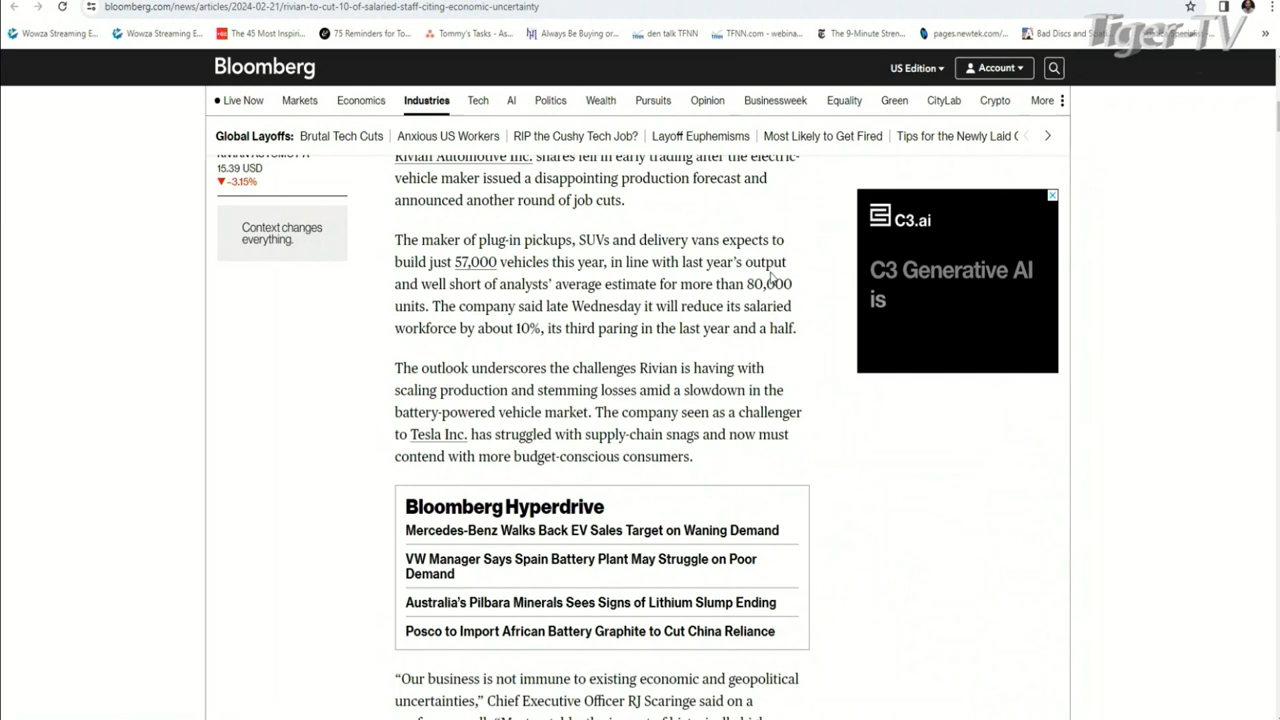 bloomberg.com/news/articles/2024-02-21/rivian-to-cut-10-of-salaried-staff-citing-economic-uncertainty
Wowza Streaming E...
Wowza Streaming E...
The 45 Most Inspiri...
75 Reminders for To...
Tommy's Tasks - As...
Always Be Buying or...
den talk TFNN
TFNN.com - webina...
The 9-Minute Stren...
pages.newtek.com/...
Bad Discs and
Tiger TV
Bloomberg
US Edition
Account
Live Now
Markets
Economics
Industries
Tech
AI
Politics
Wealth
Pursuits
Opinion
Businessweek
Equality
Green
CityLab
Crypto
More
Global Layoffs:
Brutal Tech Cuts
Anxious US Workers
RIP the Cushy Tech Job?
Layoff Euphemisms
Most Likely to Get Fired
Tips for the Newly Laid
15.39 USD
▼-3.15%
Context changes
everything.
Rivian Automotive Inc. shares fell in early trading after the electric-
vehicle maker issued a disappointing production forecast and
announced another round of job cuts.
The maker of plug-in pickups, SUVs and delivery vans expects to
build just 57,000 vehicles this year, in line with last year's output
and well short of analysts' average estimate for more than 80,000
units. The company said late Wednesday it will reduce its salaried
workforce by about 10%, its third paring in the last year and a half.
The outlook underscores the challenges Rivian is having with
scaling production and stemming losses amid a slowdown in the
battery-powered vehicle market. The company seen as a challenger
to Tesla Inc. has struggled with supply-chain snags and now must
contend with more budget-conscious consumers.
Bloomberg Hyperdrive
Mercedes-Benz Walks Back EV Sales Target on Waning Demand
VW Manager Says Spain Battery Plant May Struggle on Poor
Demand
Australia's Pilbara Minerals Sees Signs of Lithium Slump Ending
Posco to Import African Battery Graphite to Cut China Reliance
"Our business is not immune to existing economic and geopolitical
uncertainties," Chief Executive Officer RJ Scaringe said on a
C3.ai
C3 Generative AI
is